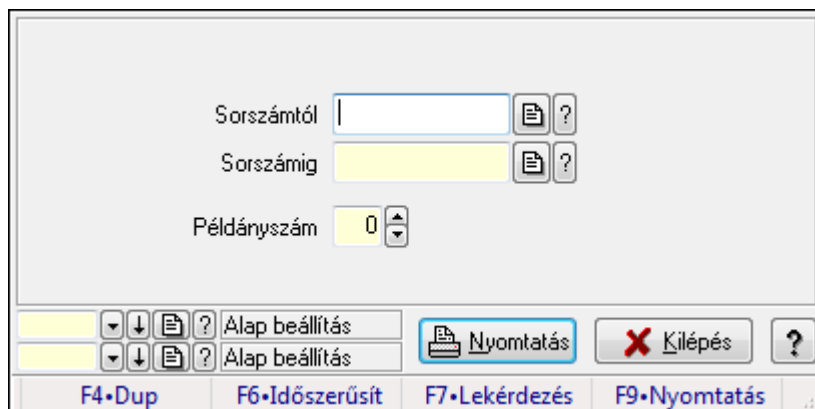 Sorszámtól ?
Sorszámig ?
Példányszám 0
? Alap beállítás
? Alap beállítás
Nyomtatás Kilépés ?
F4•Dup F6•Időszerűsít F7•Lekérdezés F9•Nyomtatás